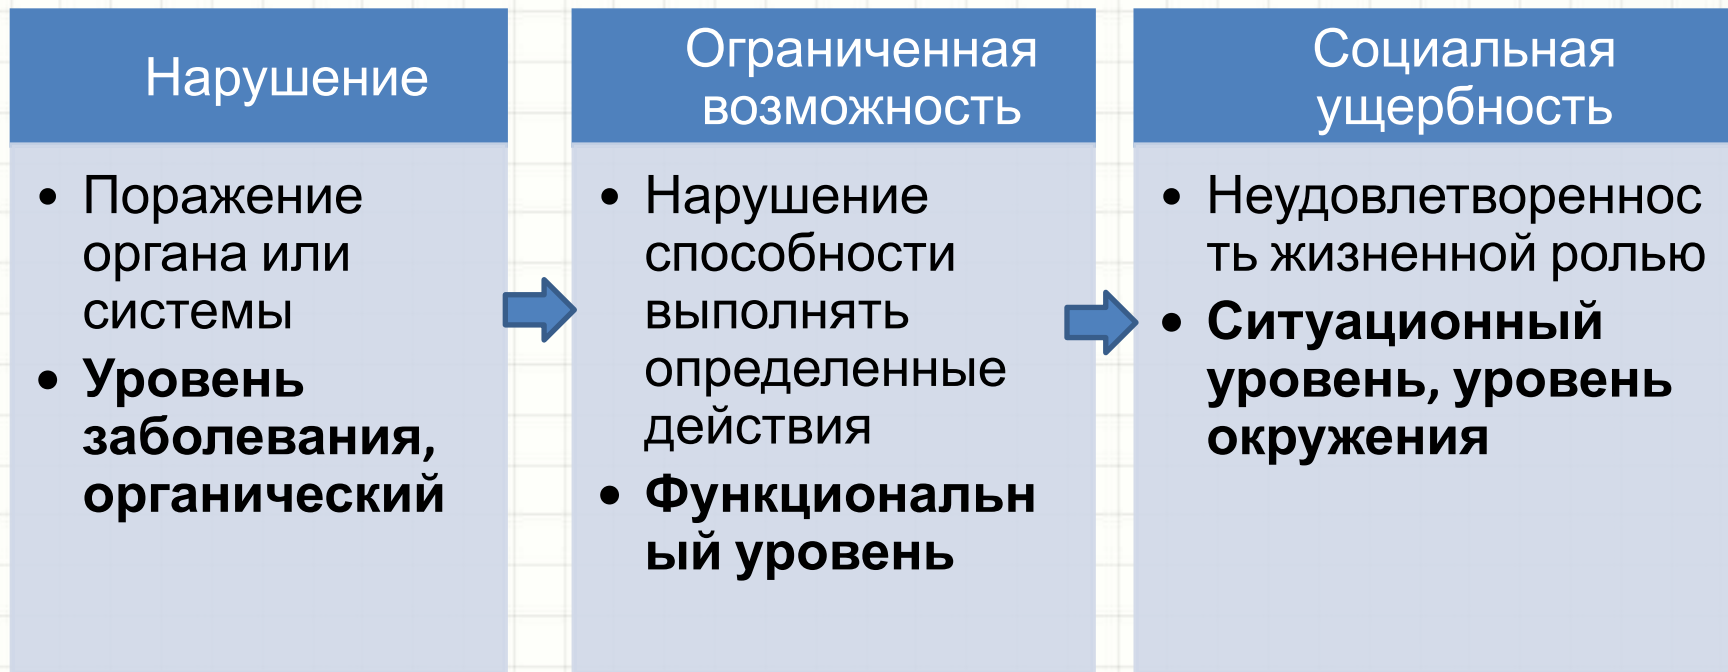 Нарушение
• Поражение
органа или
системы
• Уровень
заболевания,
органический
Ограниченная
возможность
• Нарушение
способности
выполнять
определенные
действия
• Функциональн
ый уровень
Социальная
ущербность
• Неудовлетвореннос
ть жизненной ролью
• Ситуационный
уровень, уровень
окружения